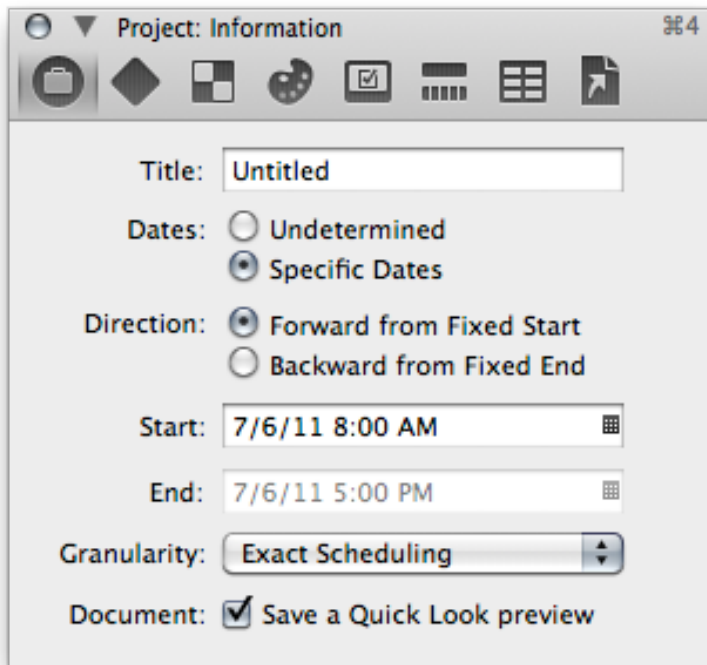 Project: Information ⌘4
Title: Untitled
Dates: Undetermined
Specific Dates
Direction: Forward from Fixed Start
Backward from Fixed End
Start: 7/6/11 8:00 AM
End: 7/6/11 5:00 PM
Granularity: Exact Scheduling
Document: Save a Quick Look preview